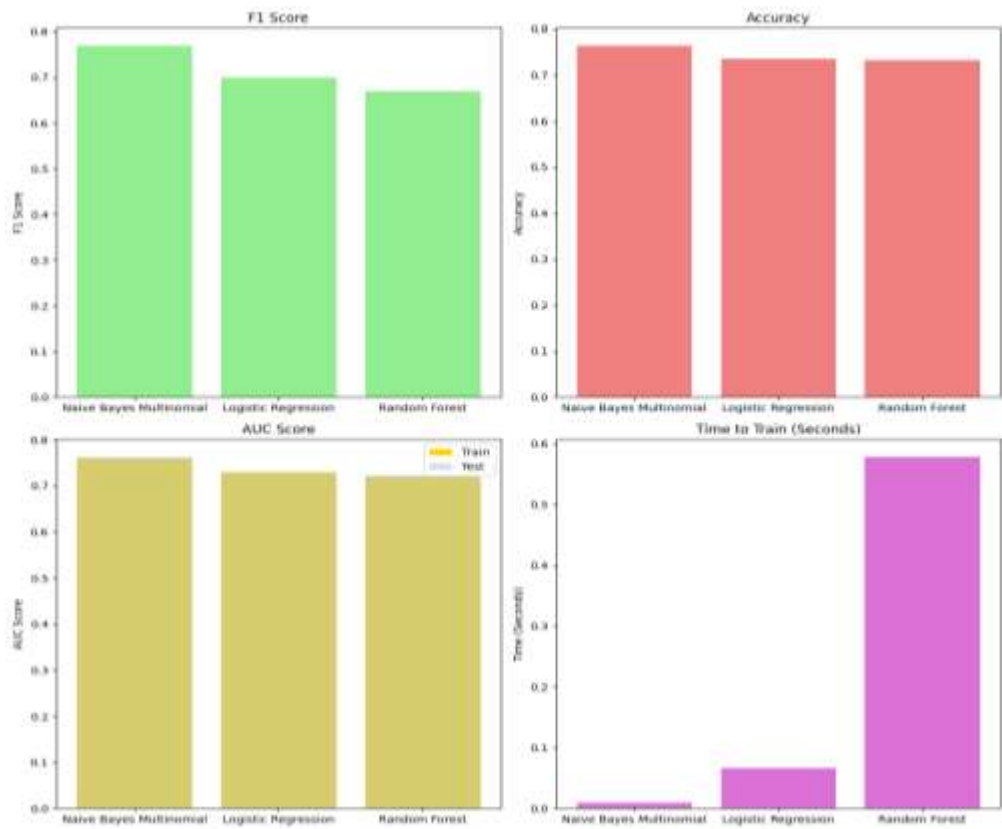 F1 Score
0.8
0.7
0.6
0.5
0.4
0.3
0.2
0.1
0.0
F1 Score
Naive Bayes Multinomial Logistic Regression Random Forest
Accuracy
0.8
0.7
0.6
0.5
0.4
0.3
0.2
0.1
0.0
Accuracy
Naive Bayes Multinomial Logistic Regression Random Forest
AUC Score
0.8
0.7
0.6
0.5
0.4
0.3
0.2
0.1
0.0
AUC Score
Train
Test
Naive Bayes Multinomial Logistic Regression Random Forest
Time to Train (Seconds)
0.6
0.5
0.4
0.3
0.2
0.1
0.0
Time (Seconds)
Naive Bayes Multinomial Logistic Regression Random Forest